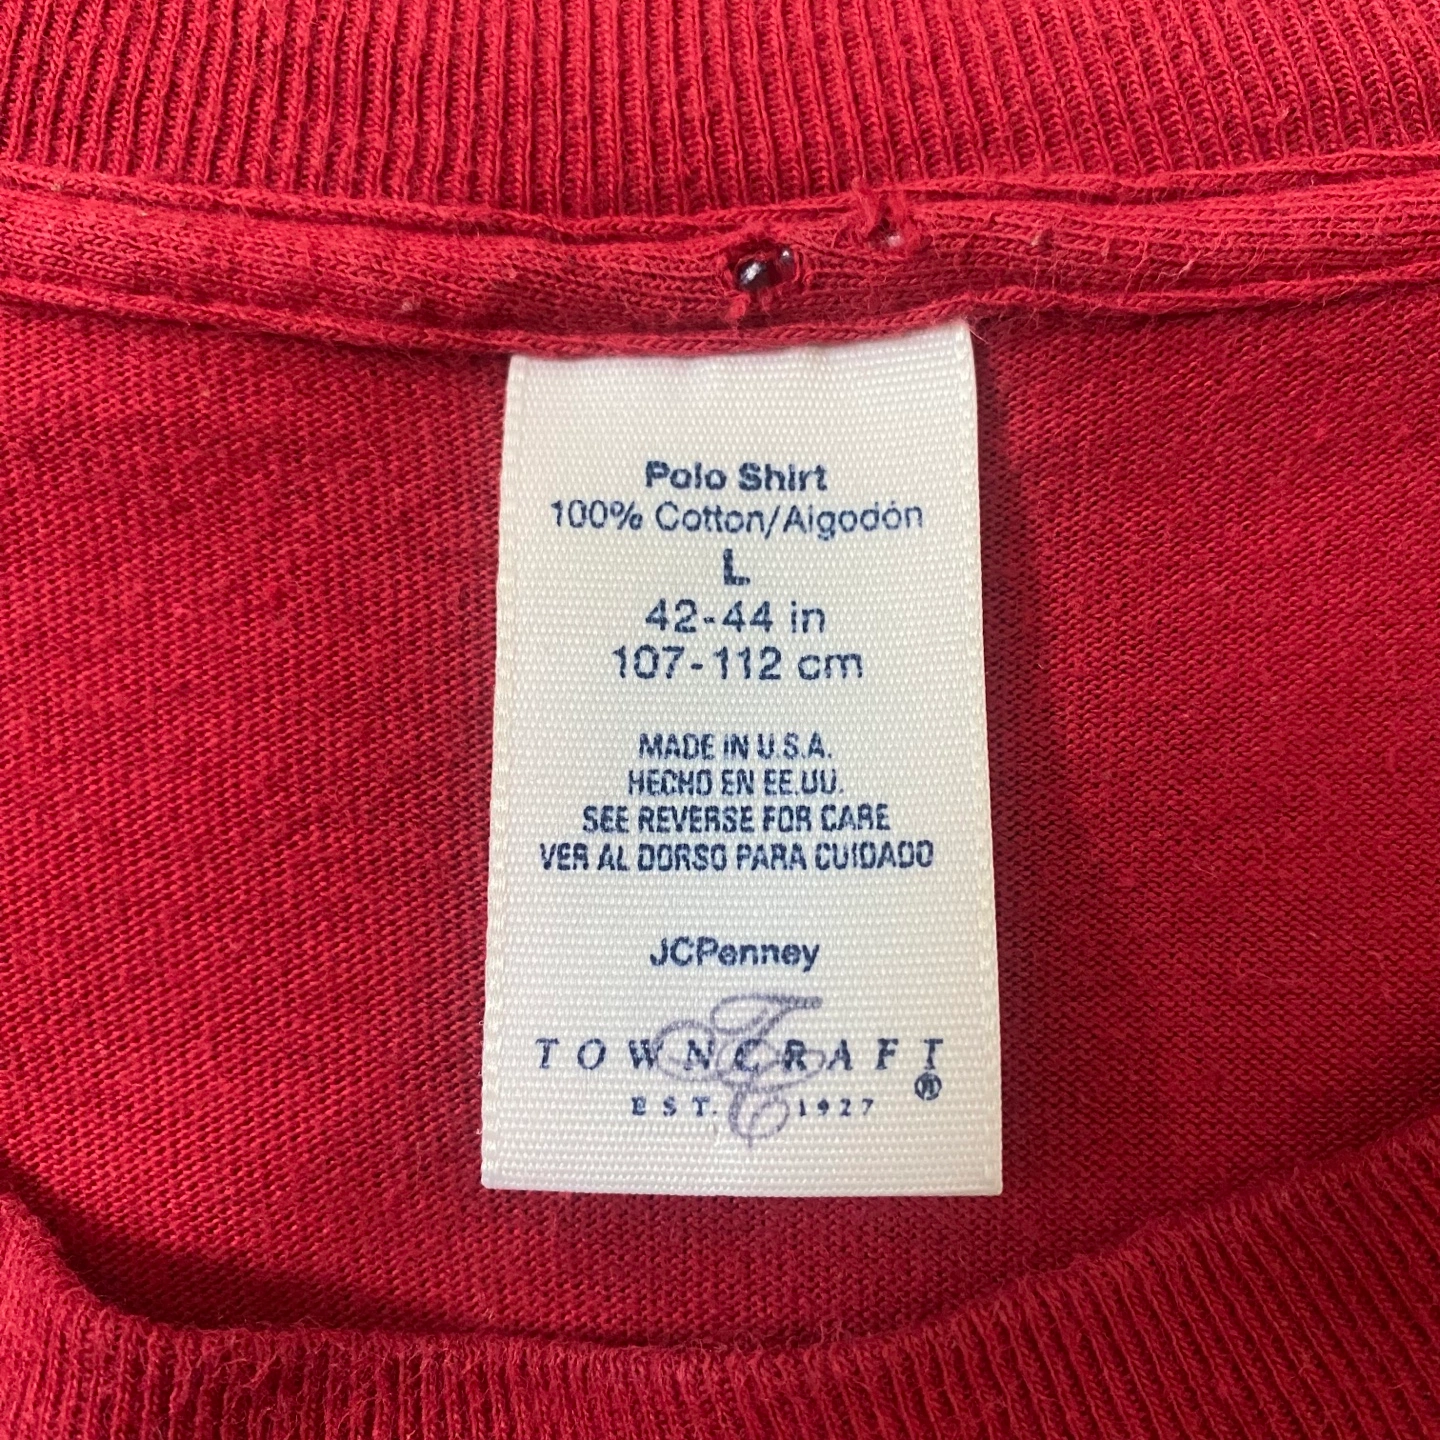 Polo Shirt
100% Cotton/Algodón
L
42-44 in
107-112 cm
MADE IN U.S.A.
HECHO EN EE.UU.
SEE REVERSE FOR CARE
VER AL DORSO PARA CUIDADO
JCPenney
TOWNCRAFT®
EST. 1927